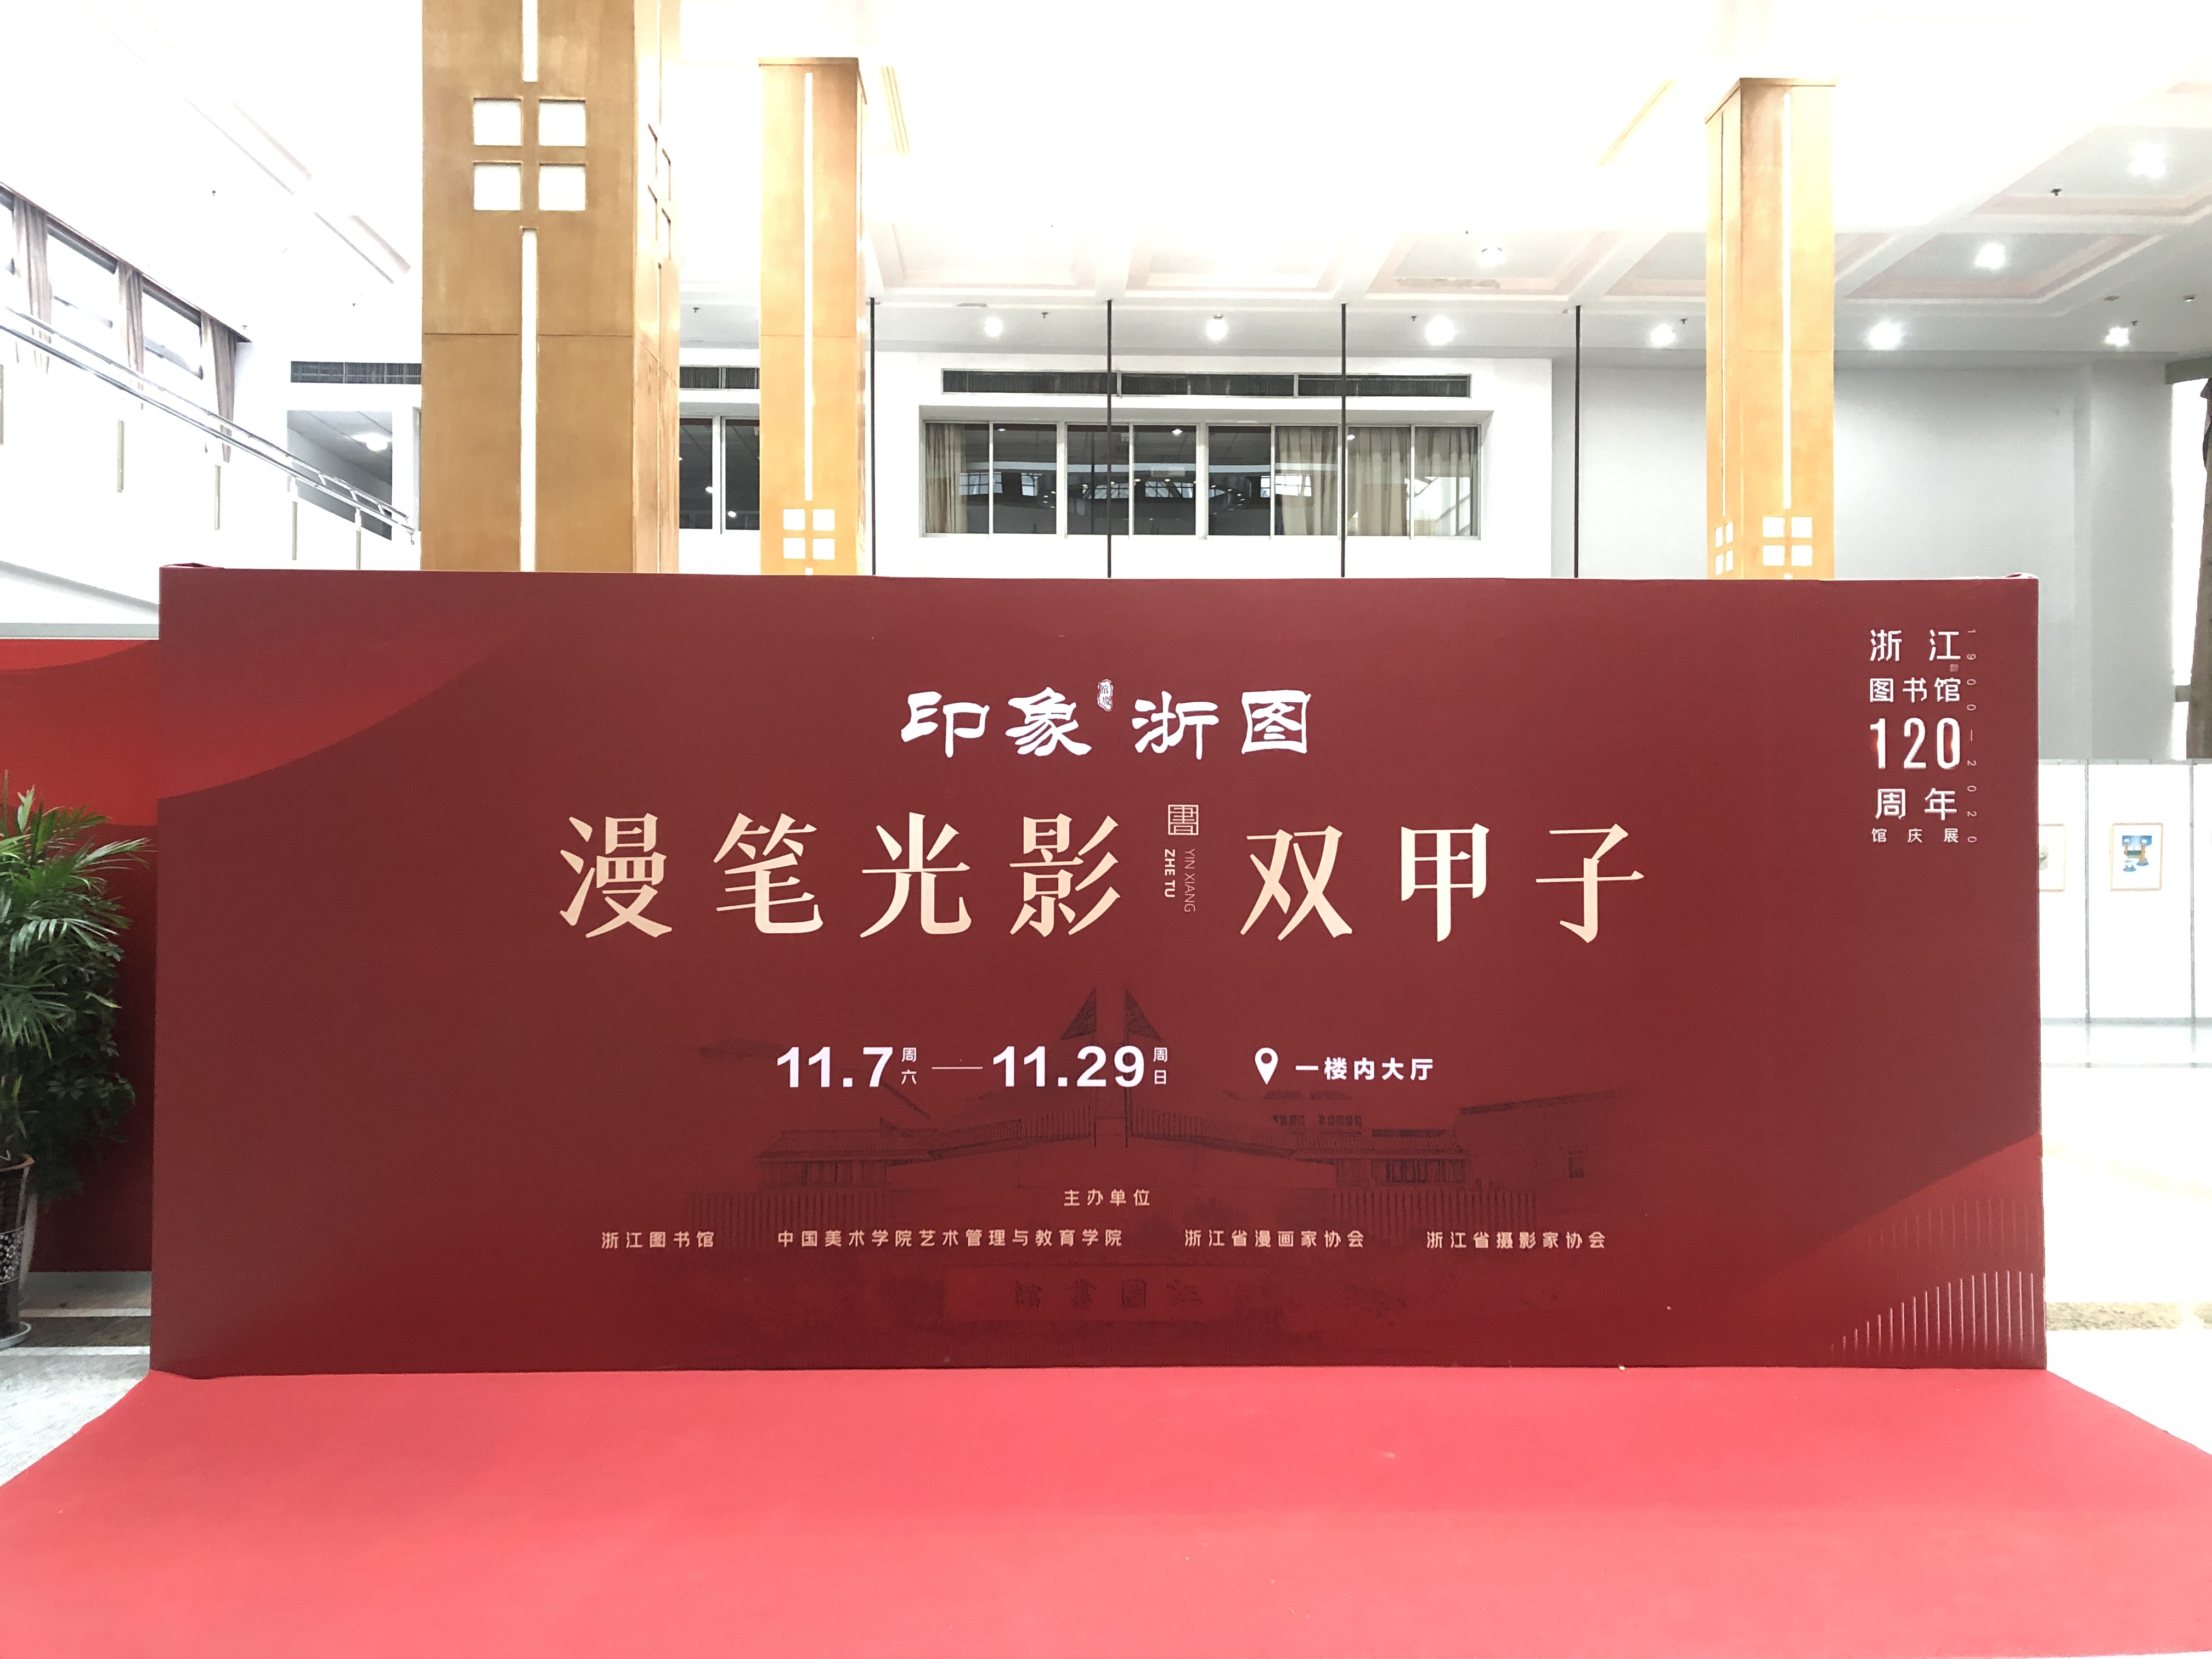 印象浙图
漫笔光影
書
YIN XIANG
ZHE TU
双甲子
11.7周六——11.29周日
一楼内大厅
主办单位
浙江图书馆 中国美术学院艺术管理与教育学院 浙江省漫画家协会 浙江省摄影家协会
浙江
图书馆
120
周年
馆庆展
1900—2020